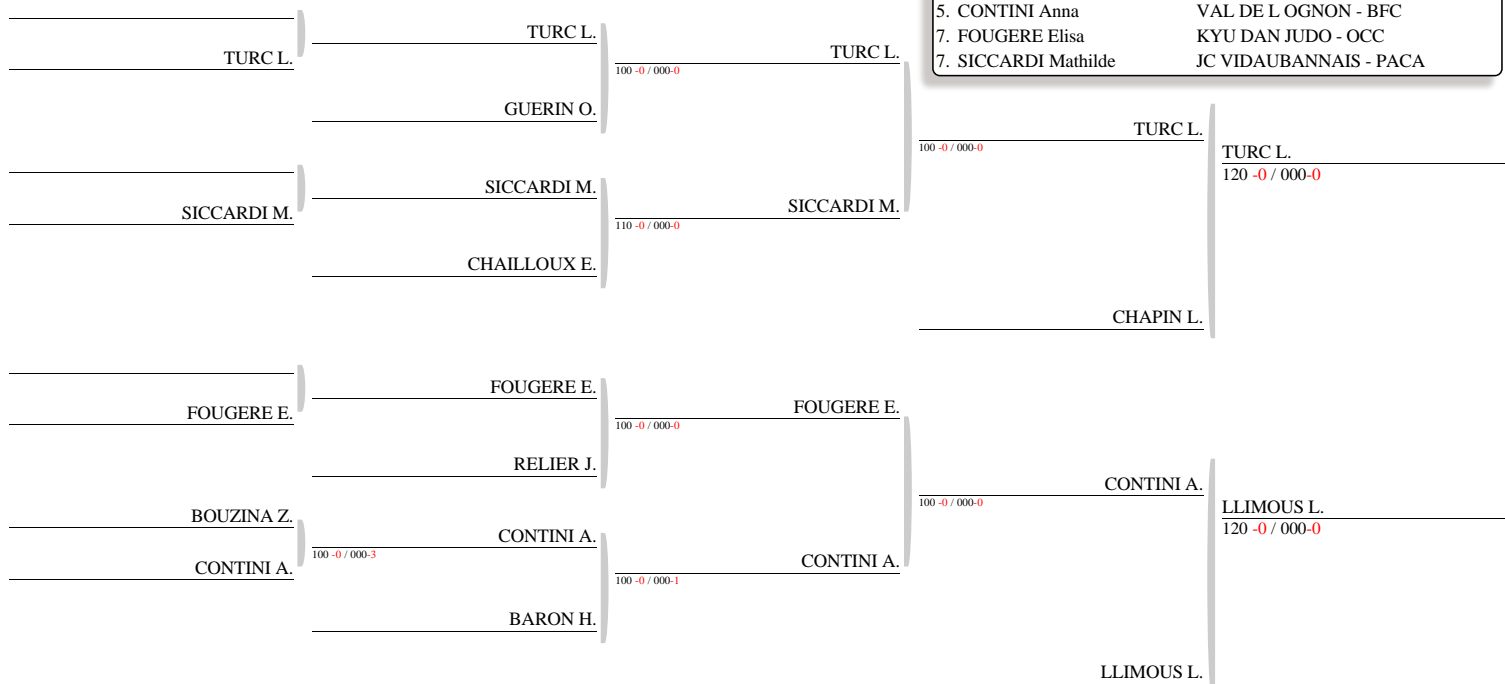 5. CONTINI Anna VAL DE L OGNON - BFC
7. FOUGERE Elisa KYU DAN JUDO - OCC
7. SICCARDI Mathilde JC VIDAUBANNAIS - PACA
TURC L.
TURC L.
GUERIN O.
TURC L.
100 -0 / 000-0
SICCARDI M.
SICCARDI M.
CHAILLOUX E.
SICCARDI M.
110 -0 / 000-0
TURC L.
100 -0 / 000-0
CHAPIN L.
TURC L.
120 -0 / 000-0
FOUGERE E.
FOUGERE E.
RELIER J.
FOUGERE E.
100 -0 / 000-0
BOUZINA Z.
CONTINI A.
CONTINI A.
100 -0 / 000-3
BARON H.
CONTINI A.
100 -0 / 000-1
CONTINI A.
100 -0 / 000-0
LLIMOUS L.
LLIMOUS L.
120 -0 / 000-0